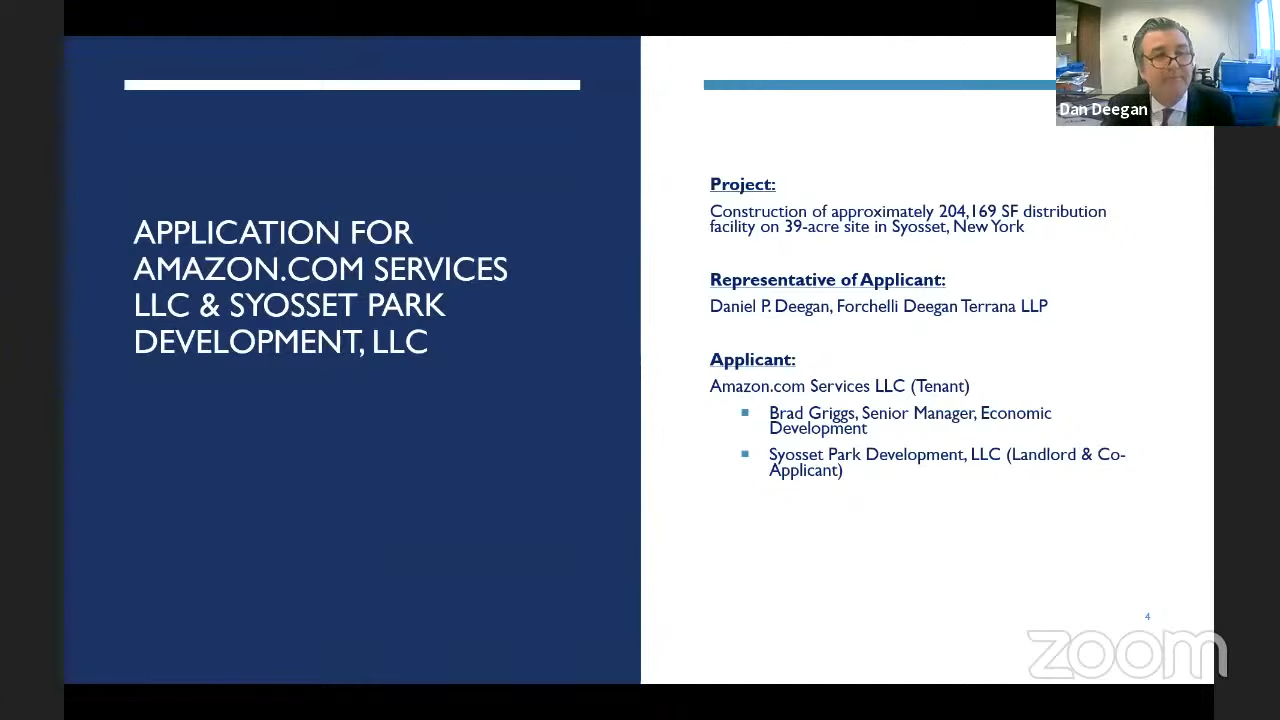 APPLICATION FOR
AMAZON.COM SERVICES
LLC & SYOSSET PARK
DEVELOPMENT, LLC
Dan Deegan
Project:
Construction of approximately 204,169 SF distribution
facility on 39-acre site in Syosset, New York
Representative of Applicant:
Daniel P. Deegan, Forchelli Deegan Terrana LLP
Applicant:
Amazon.com Services LLC (Tenant)
Brad Griggs, Senior Manager, Economic
Development
Syosset Park Development, LLC (Landlord & Co-
Applicant)
4
zoom